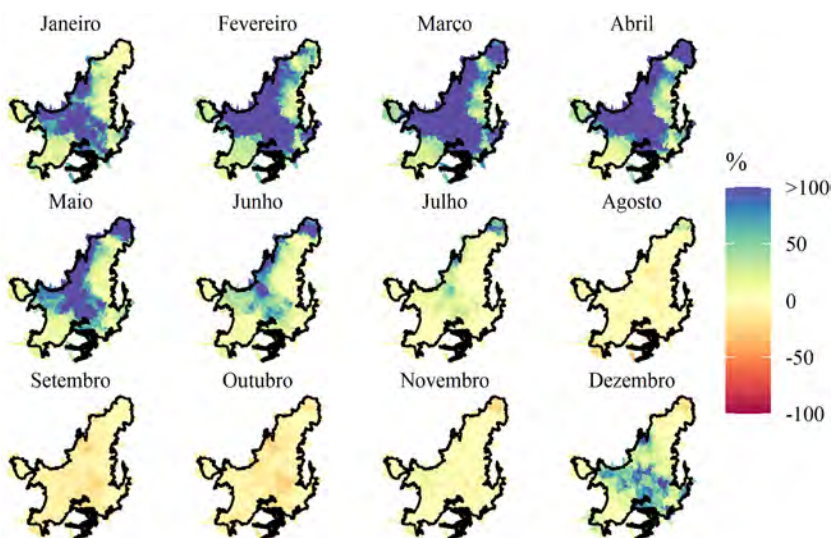 Janeiro Fevereiro Março Abril
%
>100
Maio Junho Julho Agosto
50
0
-50
Setembro Outubro Novembro Dezembro
-100